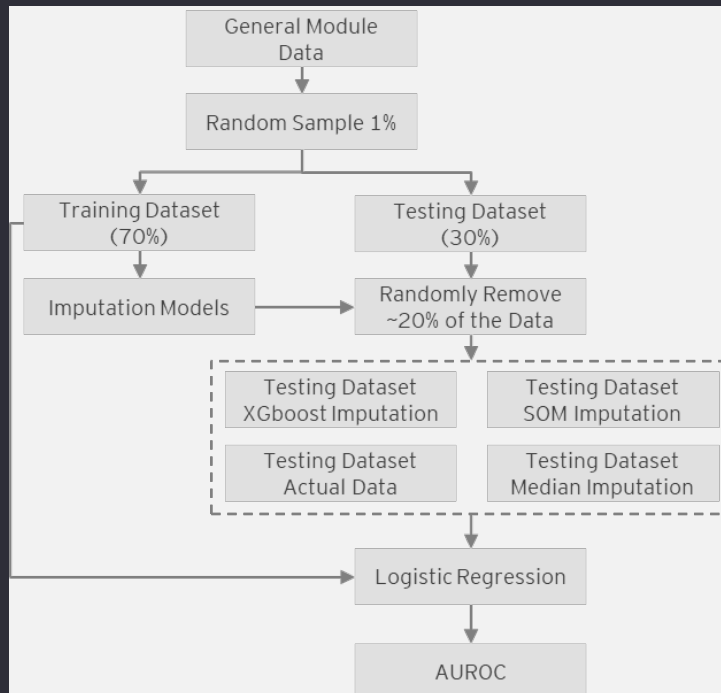 General Module
Data
Random Sample 1%
Training Dataset
(70%)
Testing Dataset
(30%)
Imputation Models
Randomly Remove
~20% of the Data
Testing Dataset
XGboost Imputation
Testing Dataset
SOM Imputation
Testing Dataset
Actual Data
Testing Dataset
Median Imputation
Logistic Regression
AUROC